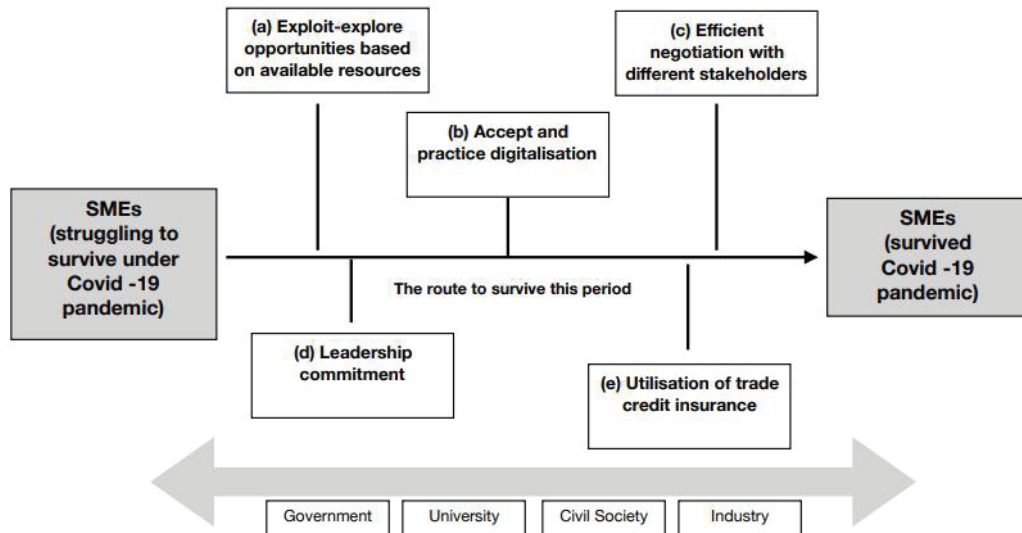 (a) Exploit-explore
opportunities based
on available resources
(c) Efficient
negotiation with
different stakeholders
(b) Accept and
practice digitalisation
SMEs
(struggling to
survive under
Covid -19
pandemic)
SMEs
(survived
Covid -19
pandemic)
The route to survive this period
(d) Leadership
commitment
(e) Utilisation of trade
credit insurance
Government
University
Civil Society
Industry